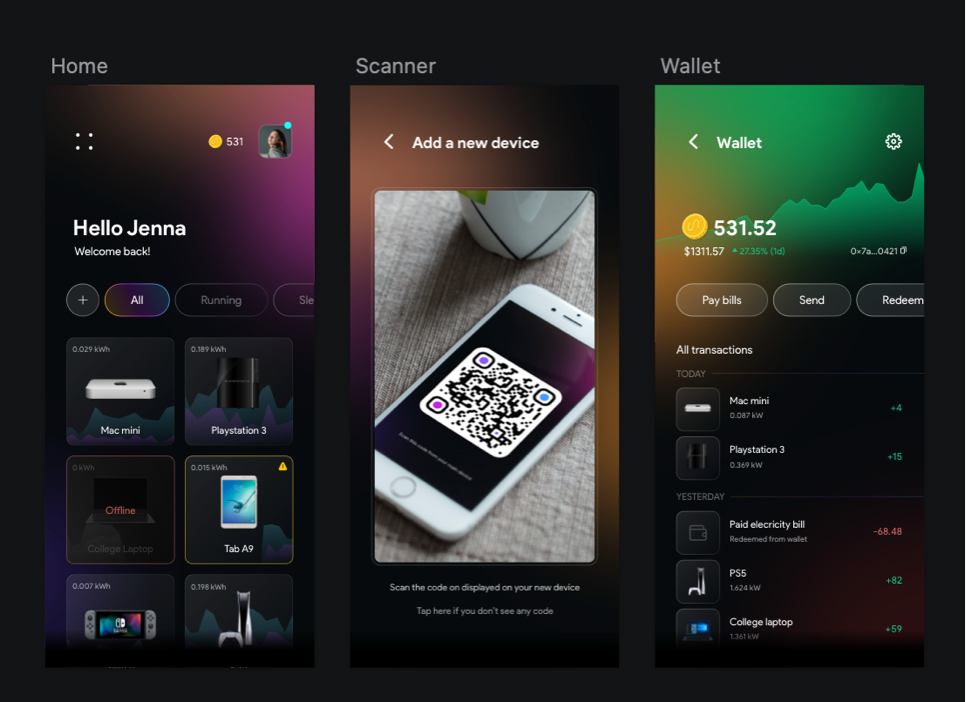 Home
531
Hello Jenna
Welcome back!
+
All
Running
Sle
0.029 kWh
Mac mini
0.189 kWh
Playstation 3
0 kWh
Offline
College Laptop
0.015 kWh
Tab A9
0.007 kWh
0.198 kWh
Scanner
Add a new device
Scan the code on displayed on your new device
Tap here if you don't see any code
Wallet
Wallet
531.52
$1311.57
27.35% (1d)
0x7a...0421
Pay bills
Send
Redeem
All transactions
TODAY
Mac mini
0.087 kW
+4
Playstation 3
0.369 kW
+15
YESTERDAY
Paid elecricity bill
Redeemed from wallet
-68.48
PS5
1.624 kW
+82
College laptop
1.361 kW
+59